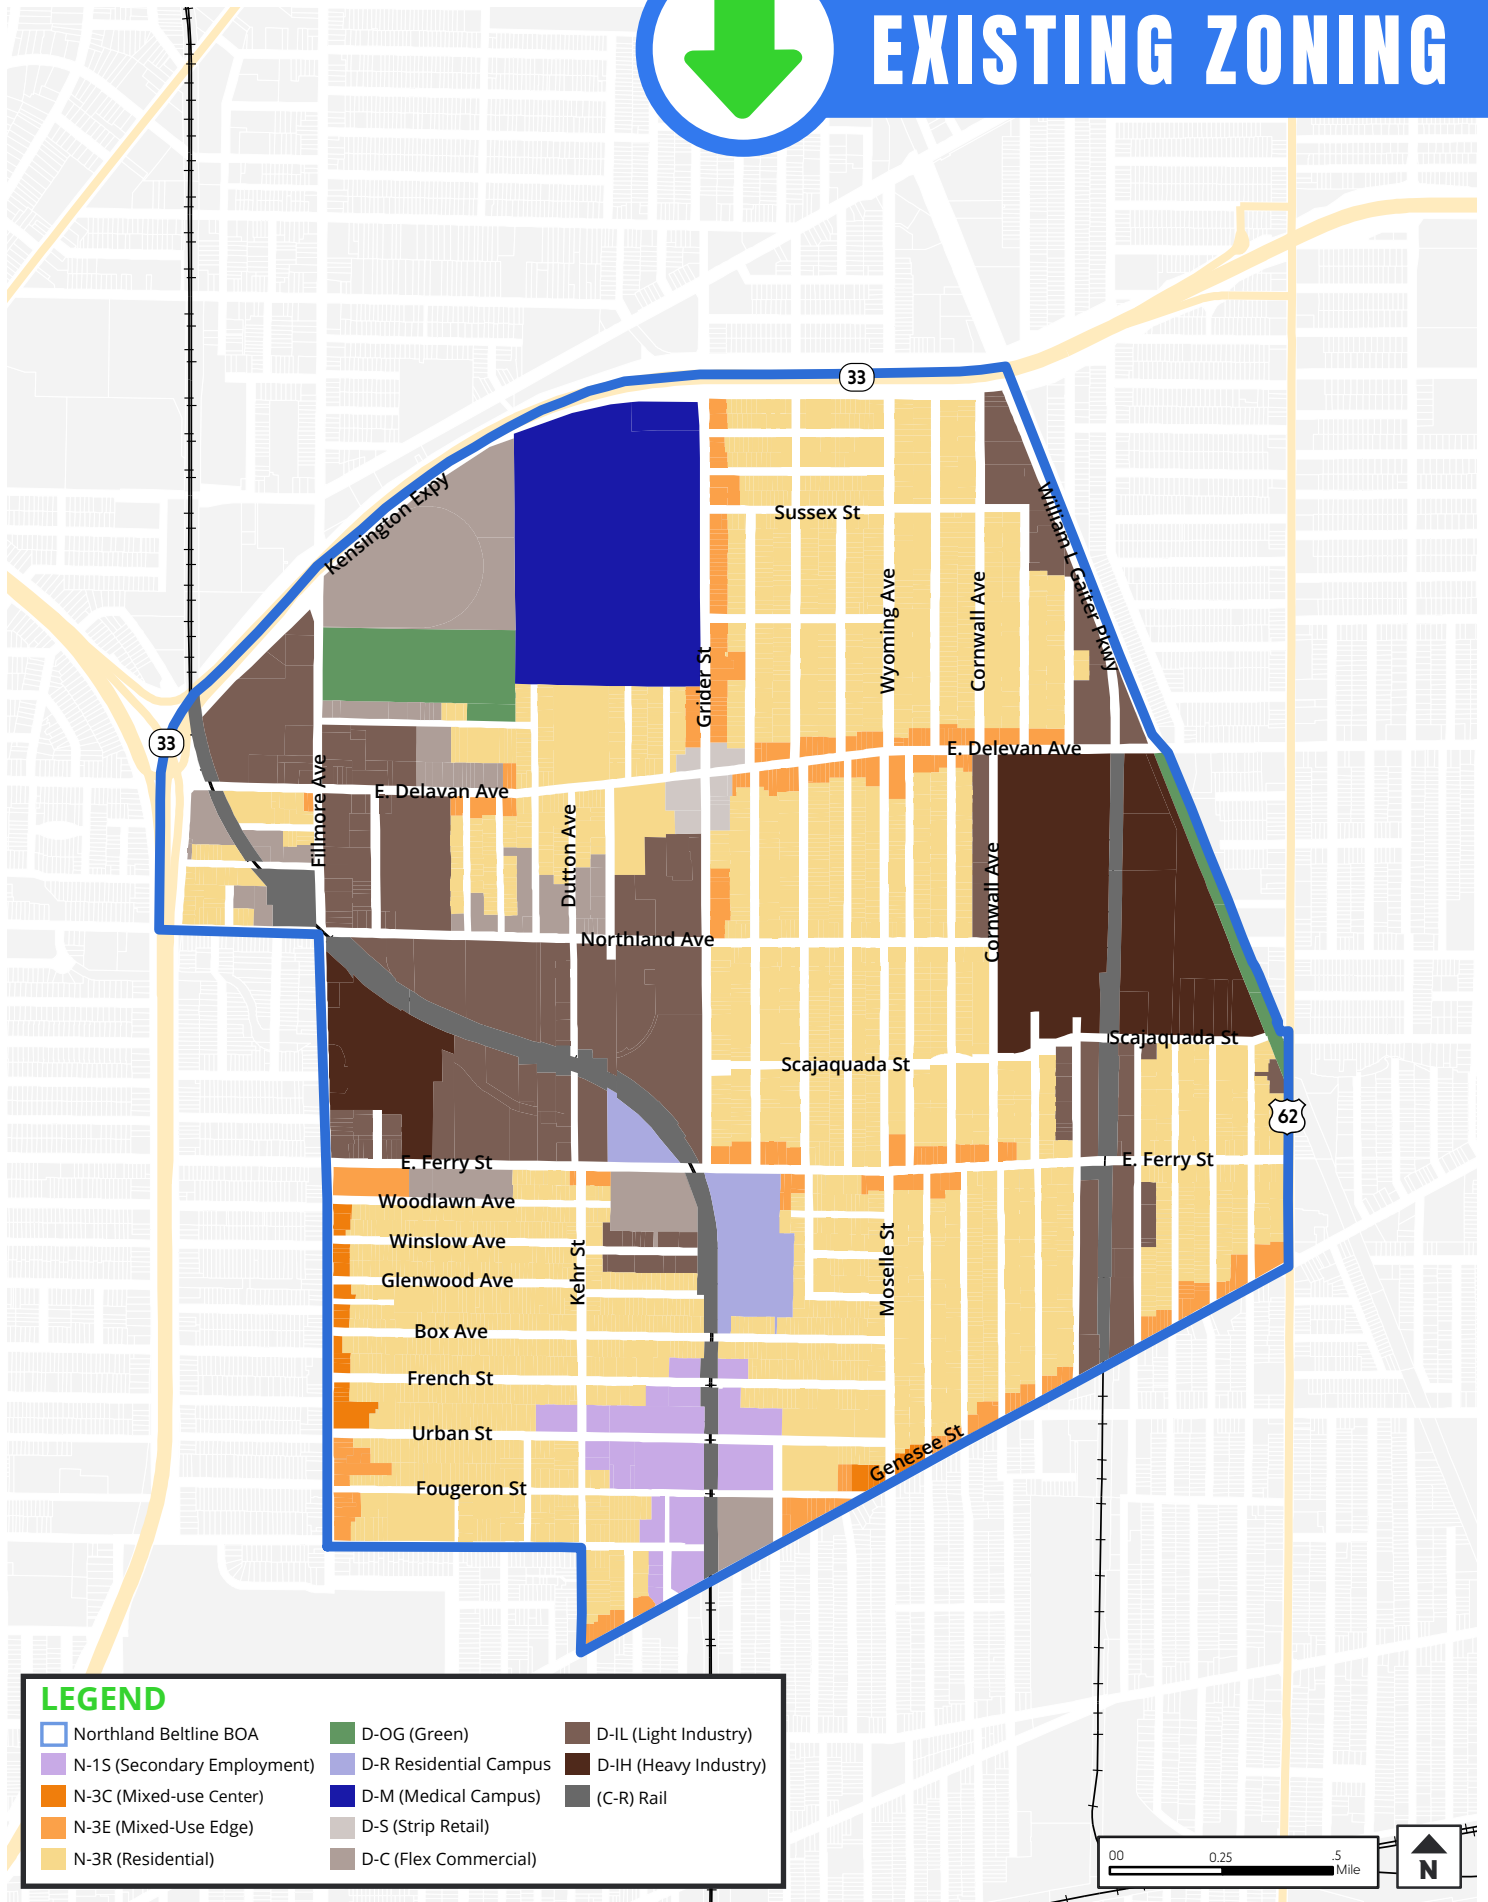 EXISTING ZONING
33
Kensington Expy
Sussex St
William L Gaiter Pkwy
Wyoming Ave
Cornwall Ave
Grider St
33
E. Delevan Ave
Fillmore Ave
E. Delavan Ave
Dutton Ave
Cornwall Ave
Northland Ave
Scajaquada St
Scajaquada St
62
E. Ferry St
E. Ferry St
Woodlawn Ave
Winslow Ave
Kehr St
Moselle St
Glenwood Ave
Box Ave
French St
Urban St
Genesee St
Fougeron St
LEGEND
Northland Beltline BOA
N-1S (Secondary Employment)
N-3C (Mixed-use Center)
N-3E (Mixed-Use Edge)
N-3R (Residential)
D-OG (Green)
D-R Residential Campus
D-M (Medical Campus)
D-S (Strip Retail)
D-C (Flex Commercial)
D-IL (Light Industry)
D-IH (Heavy Industry)
(C-R) Rail
00 0.25 .5
Mile
N